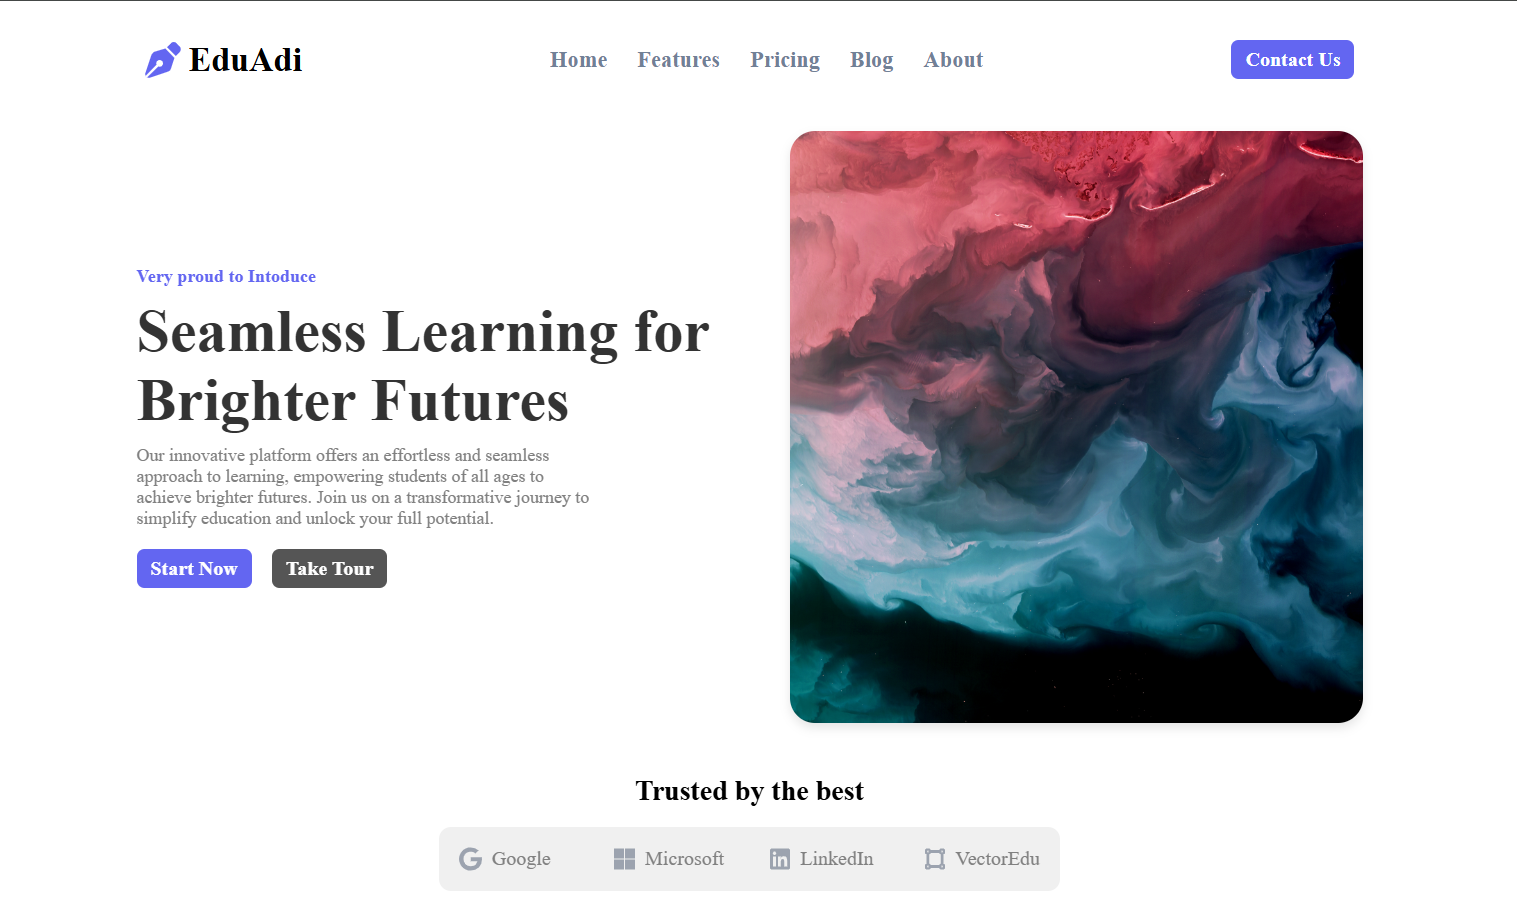 EduAdi
Home Features Pricing Blog About
Contact Us
Very proud to Intoduce
Seamless Learning for
Brighter Futures
Our innovative platform offers an effortless and seamless
approach to learning, empowering students of all ages to
achieve brighter futures. Join us on a transformative journey to
simplify education and unlock your full potential.
Start Now Take Tour
Trusted by the best
Google Microsoft LinkedIn VectorEdu